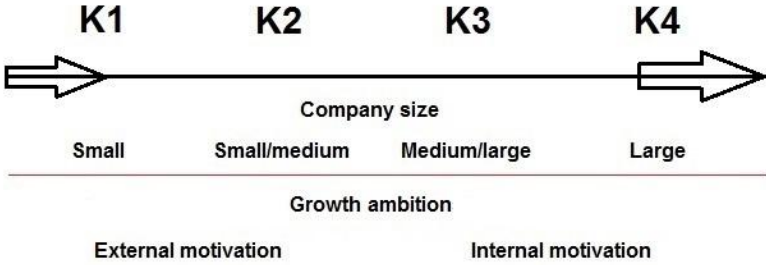 K1 K2 K3 K4
Company size
Small Small/medium Medium/large Large
Growth ambition
External motivation Internal motivation